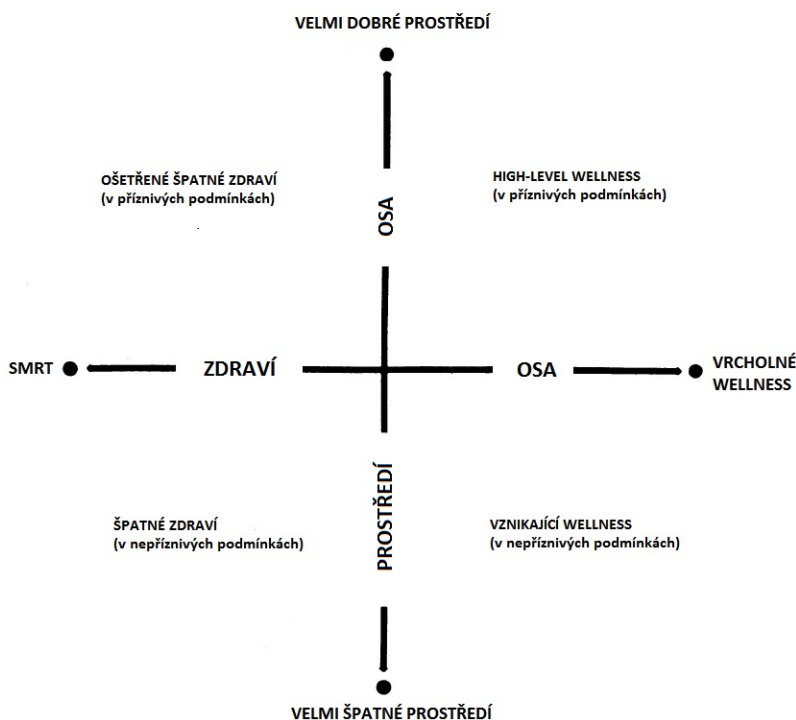 VELMI DOBRÉ PROSTŘEDÍ
OŠETŘENÉ ŠPATNÉ ZDRAVÍ
(v příznivých podmínkách)
HIGH-LEVEL WELLNESS
(v příznivých podmínkách)
OSA
SMRT
ZDRAVÍ
OSA
VRCHOLNÉ
WELLNESS
PROSTŘEDÍ
ŠPATNÉ ZDRAVÍ
(v nepříznivých podmínkách)
VZNIKAJÍCÍ WELLNESS
(v nepříznivých podmínkách)
VELMI ŠPATNÉ PROSTŘEDÍ